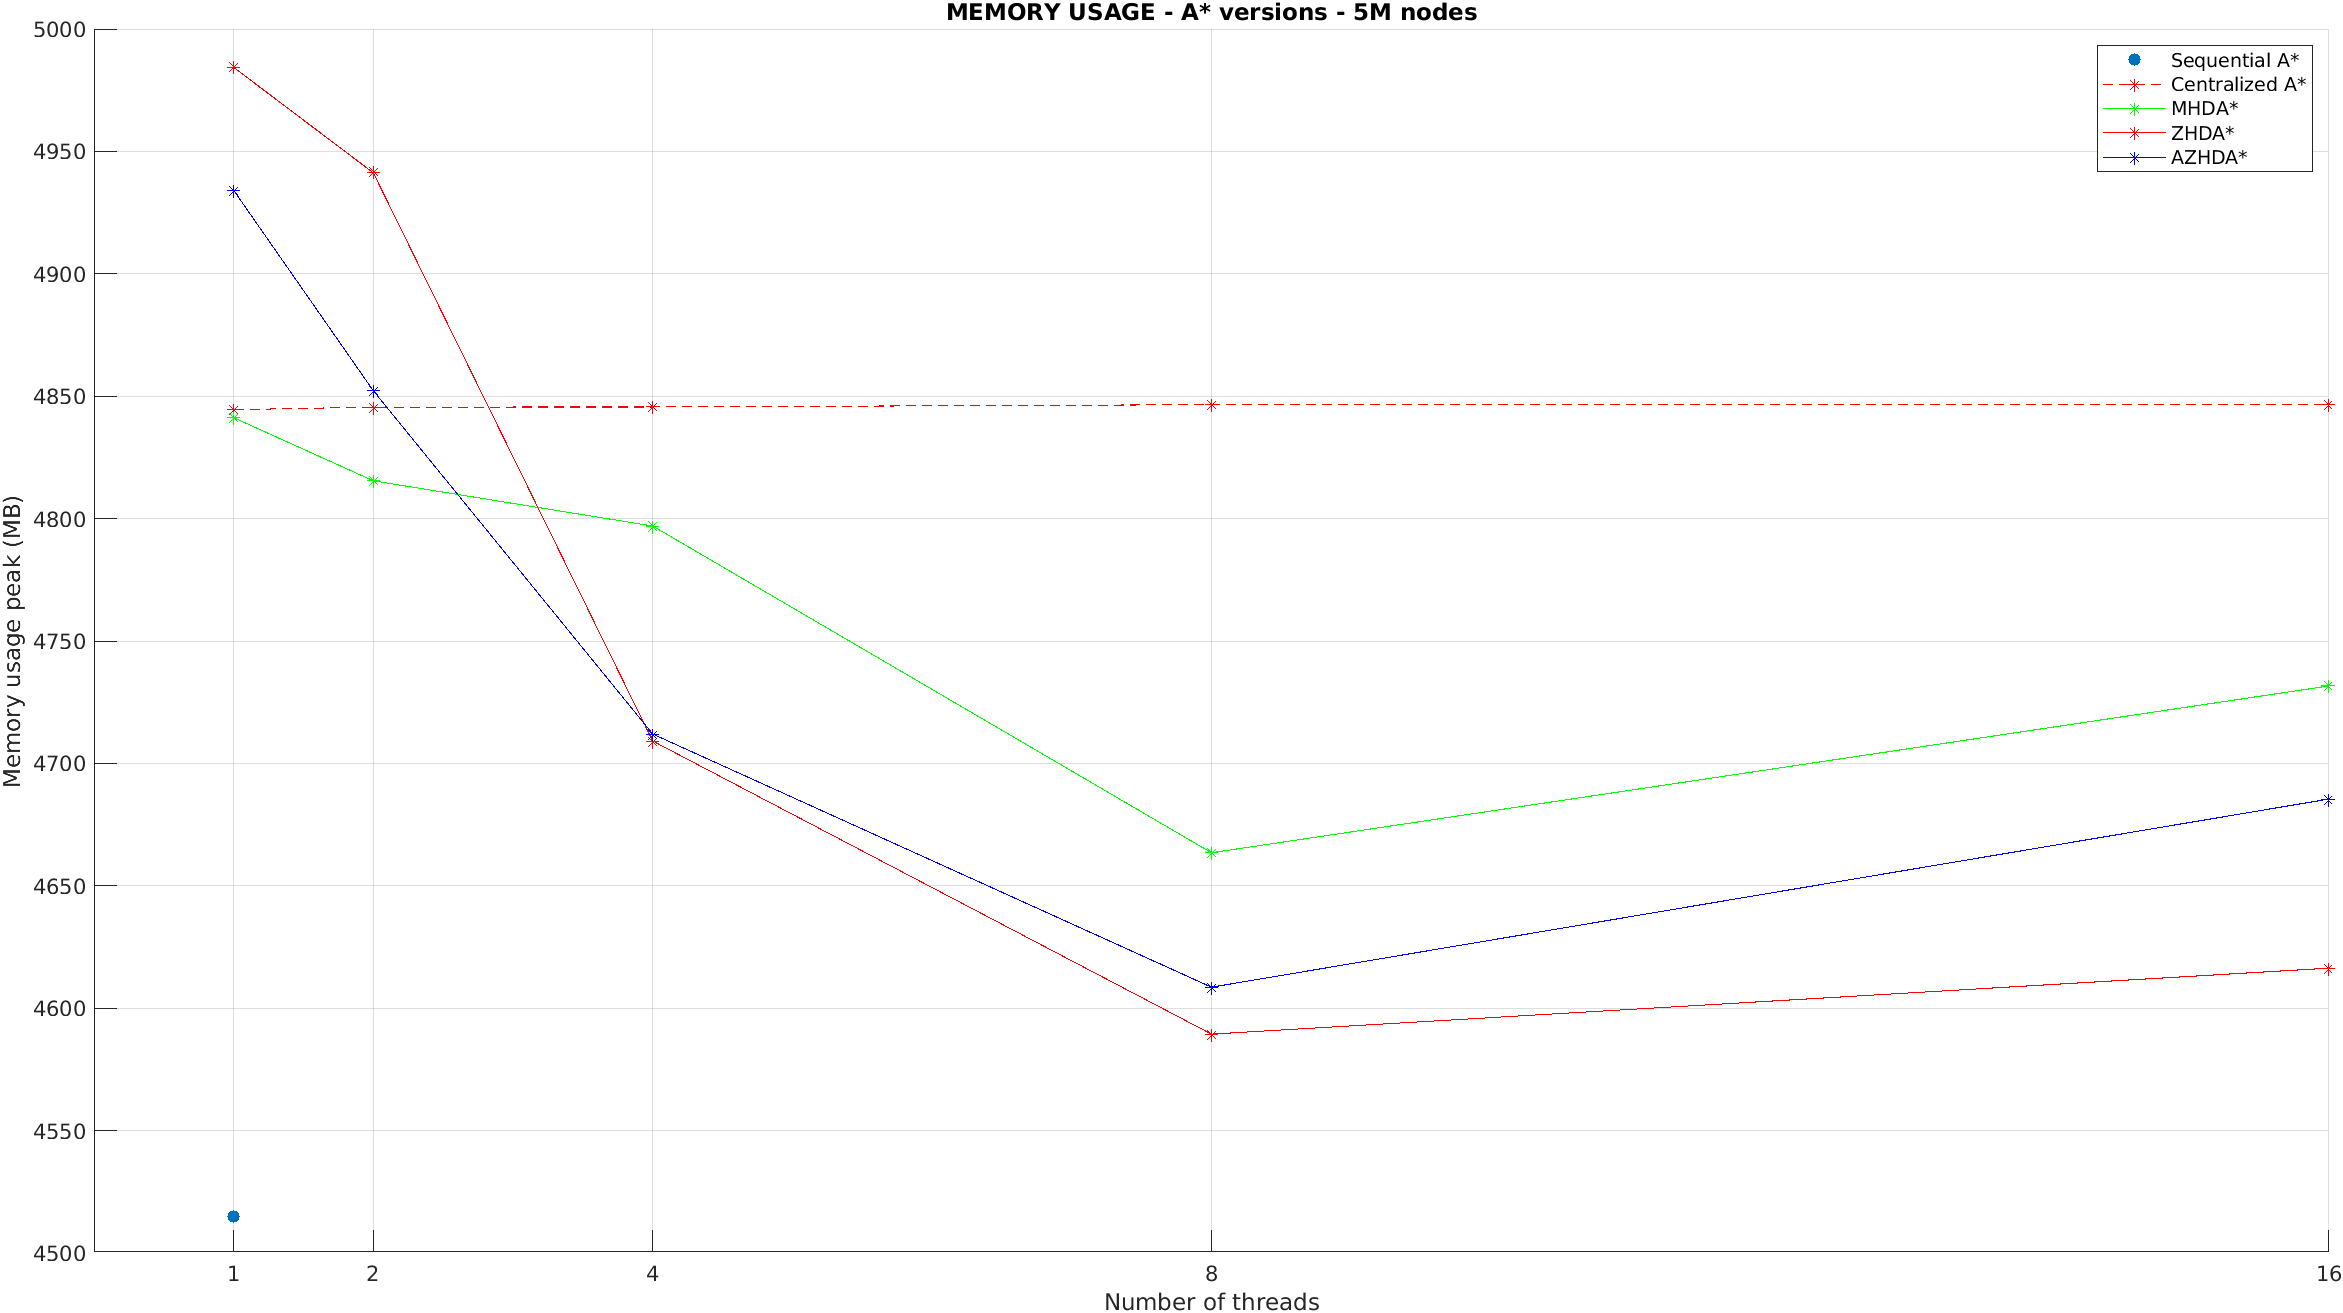 MEMORY USAGE - A* versions - 5M nodes
5000
4950
4900
4850
4800
4750
4700
4650
4600
4550
4500
Memory usage peak (MB)
Sequential A*
Centralized A*
MHDA*
ZHDA*
AZHDA*
1 2 4 8 16
Number of threads